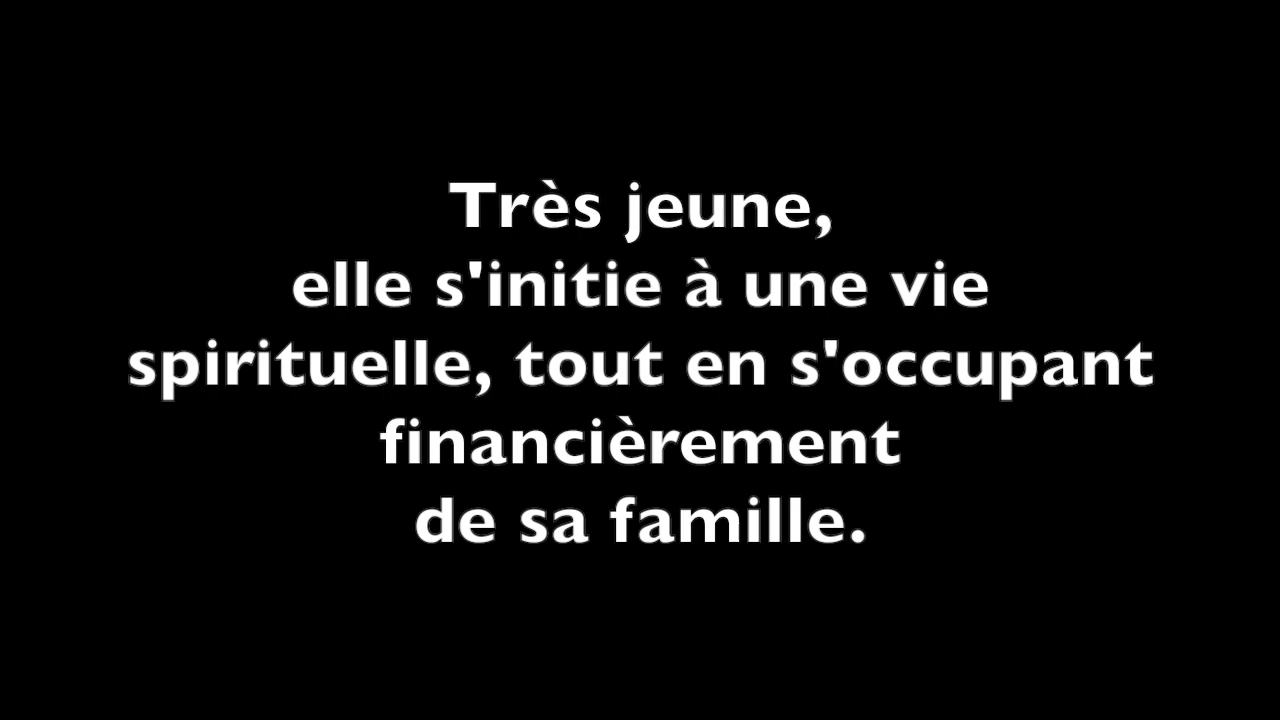 Très jeune,
elle s'initie à une vie
spirituelle, tout en s'occupant
financièrement
de sa famille.